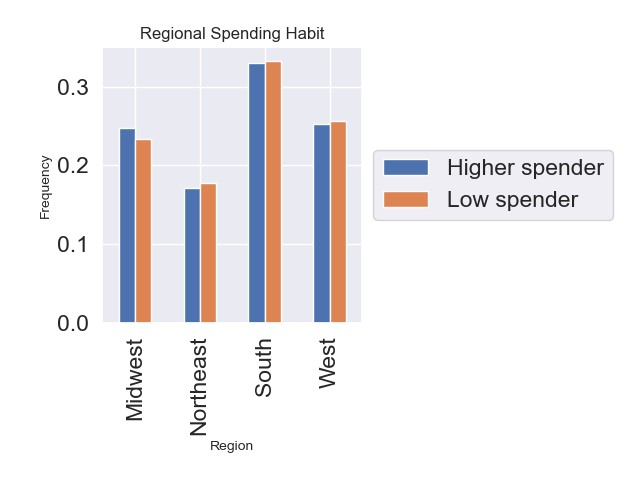 Regional Spending Habit
Frequency
0.3
0.2
0.1
0.0
Midwest
Northeast
South
West
Region
Higher spender
Low spender